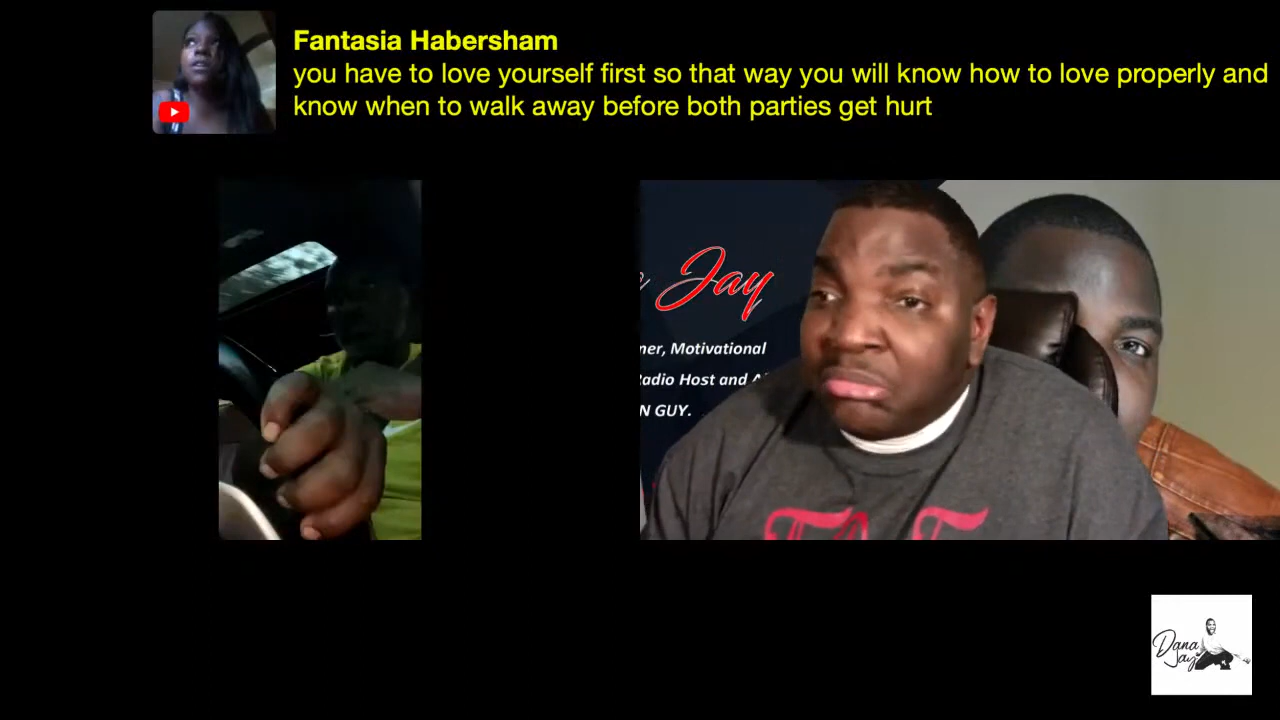 Fantasia Habersham
you have to love yourself first so that way you will know how to love properly and
know when to walk away before both parties get hurt
Jay
ner, Motivational
Radio Host and A
N GUY.
Dana
Jay